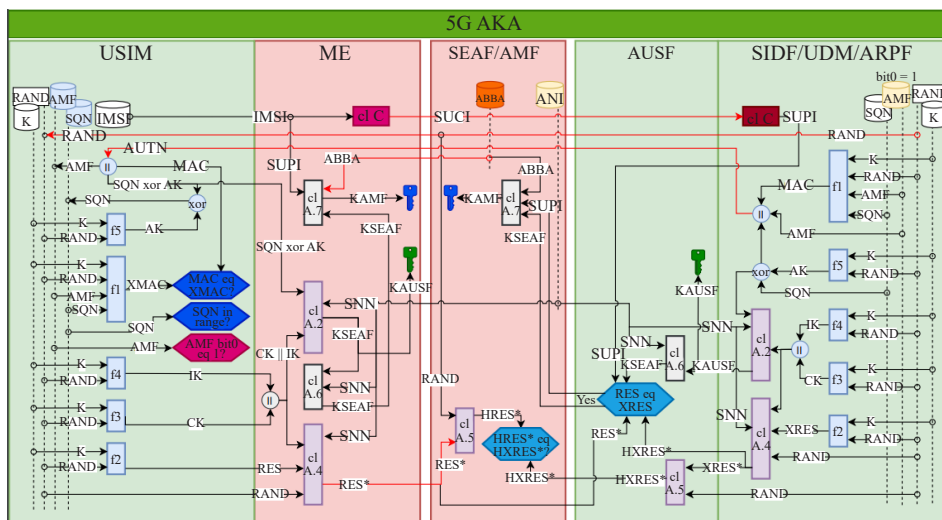 5G AKA
USIM
ME
SEAF/AMF
AUSF
SIDF/UDM/ARPF
bit0 = 1
RAND
AMF
K
SQN
IMSI
IMSI
cl C
SUCI
ABBA
ANI
cl C
SUPI
SQN
AMF
RAND
K
RAND
RAND
AUTN
AMF
||
MAC
SUPI
ABBA
ABBA
SQN xor AK
SQN
xor
cl
A.7
KAMF
KAMF
cl
A.7
SUPI
KSEAF
KSEAF
MAC
||
f1
K
RAND
AMF
SQN
AMF
K
RAND
f5
AK
SQN xor AK
KAUSF
KAUSF
xor
AK
f5
K
RAND
SQN
K
RAND
AMF
SQN
f1
XMAC
MAC eq
XMAC?
SQN
SQN in
range?
AMF
AMF bit0
eq 1?
cl
A.2
SNN
KSEAF
CK || IK
cl
A.6
SNN
KSEAF
SNN
SNN
KSEAF
cl
A.6
KAUSF
SUPI
cl
A.2
IK
||
CK
f4
K
RAND
f3
K
RAND
K
RAND
f4
IK
||
K
RAND
f3
CK
K
RAND
f2
RES
RAND
SNN
cl
A.4
RES*
RAND
cl
A.5
HRES*
RES*
HRES* eq
HXRES*?
HXRES*
Yes
RES eq
XRES
RES*
HXRES*
HXRES*
cl
A.5
XRES*
RAND
SNN
cl
A.4
XRES
f2
K
RAND
RAND